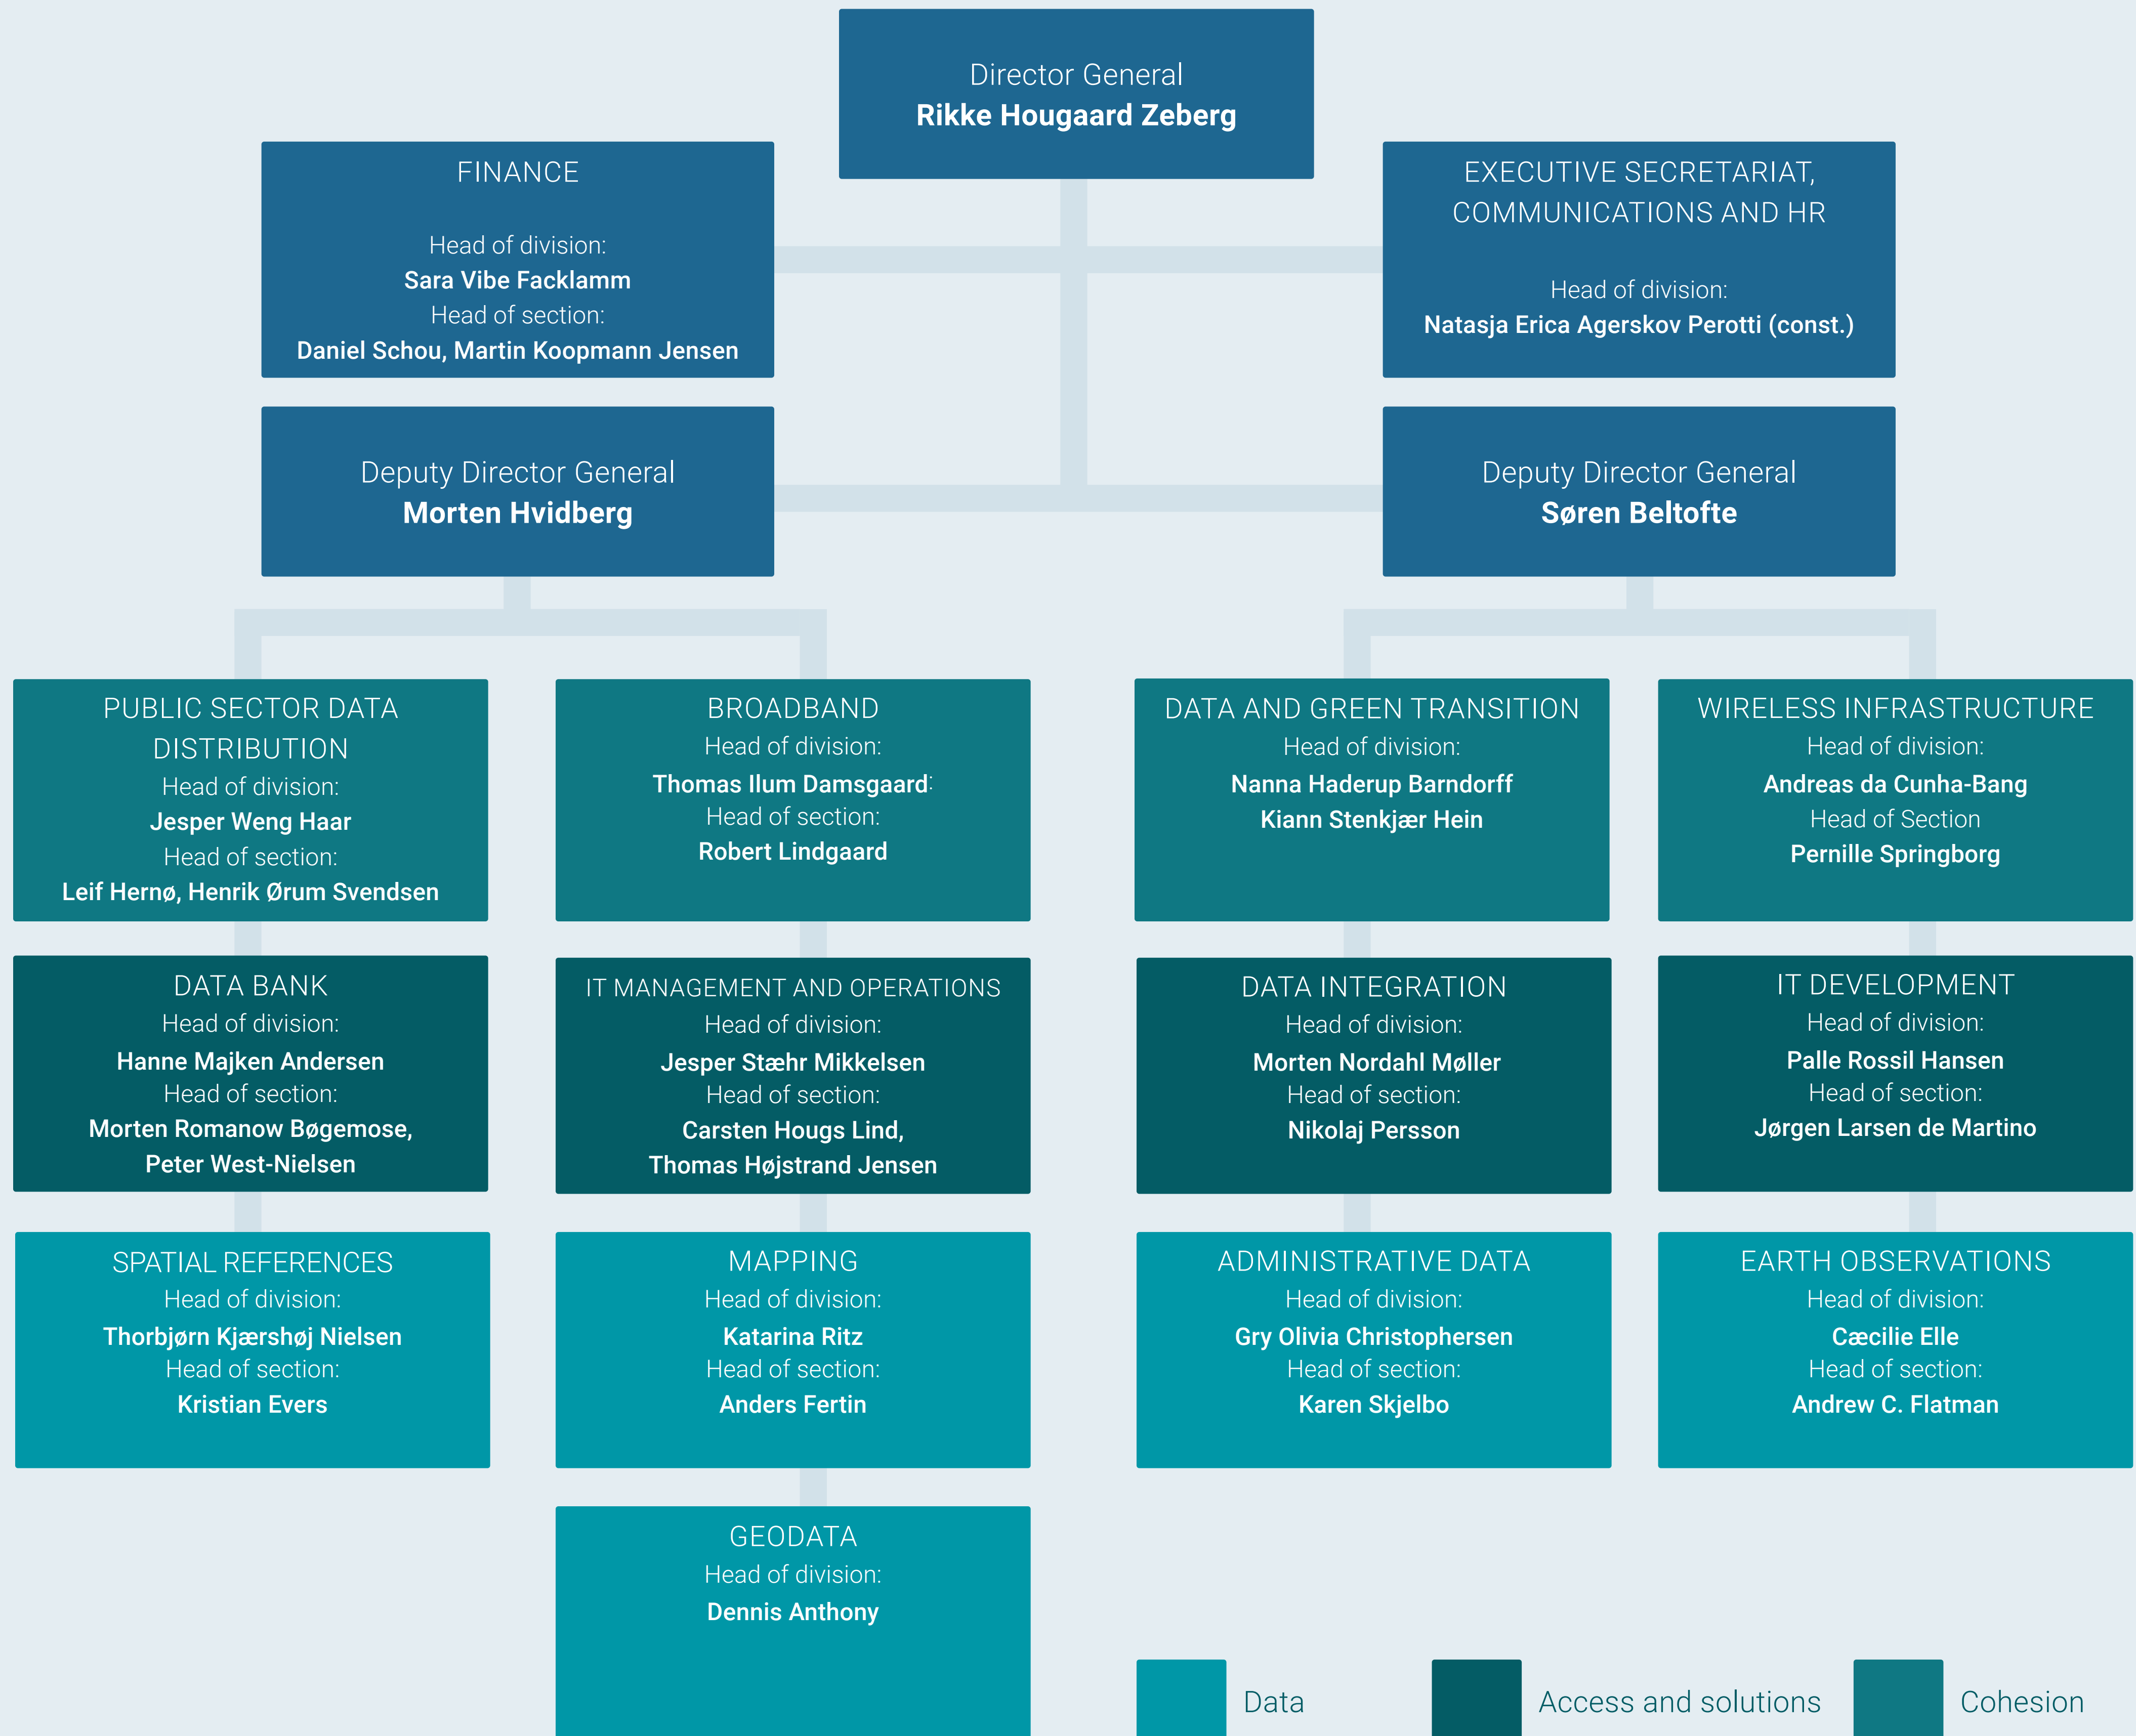 Director General
Rikke Hougaard Zeberg
FINANCE
Head of division:
Sara Vibe Facklamm
Head of section:
Daniel Schou, Martin Koopmann Jensen
EXECUTIVE SECRETARIAT,
COMMUNICATIONS AND HR
Head of division:
Natasja Erica Agerskov Perotti (const.)
Deputy Director General
Morten Hvidberg
Deputy Director General
Søren Beltofte
PUBLIC SECTOR DATA
DISTRIBUTION
Head of division:
Jesper Weng Haar
Head of section:
Leif Hernø, Henrik Ørum Svendsen
BROADBAND
Head of division:
Thomas Ilum Damsgaard:
Head of section:
Robert Lindgaard
DATA AND GREEN TRANSITION
Head of division:
Nanna Haderup Barndorff
Kiann Stenkjær Hein
WIRELESS INFRASTRUCTURE
Head of division:
Andreas da Cunha-Bang
Head of Section
Pernille Springborg
DATA BANK
Head of division:
Hanne Majken Andersen
Head of section:
Morten Romanow Bøgemose,
Peter West-Nielsen
IT MANAGEMENT AND OPERATIONS
Head of division:
Jesper Stæhr Mikkelsen
Head of section:
Carsten Hougs Lind,
Thomas Højstrand Jensen
DATA INTEGRATION
Head of division:
Morten Nordahl Møller
Head of section:
Nikolaj Persson
IT DEVELOPMENT
Head of division:
Palle Rossil Hansen
Head of section:
Jørgen Larsen de Martino
SPATIAL REFERENCES
Head of division:
Thorbjørn Kjærshøj Nielsen
Head of section:
Kristian Evers
MAPPING
Head of division:
Katarina Ritz
Head of section:
Anders Fertin
ADMINISTRATIVE DATA
Head of division:
Gry Olivia Christophersen
Head of section:
Karen Skjelbo
EARTH OBSERVATIONS
Head of division:
Cæcilie Elle
Head of section:
Andrew C. Flatman
GEODATA
Head of division:
Dennis Anthony
Data
Access and solutions
Cohesion